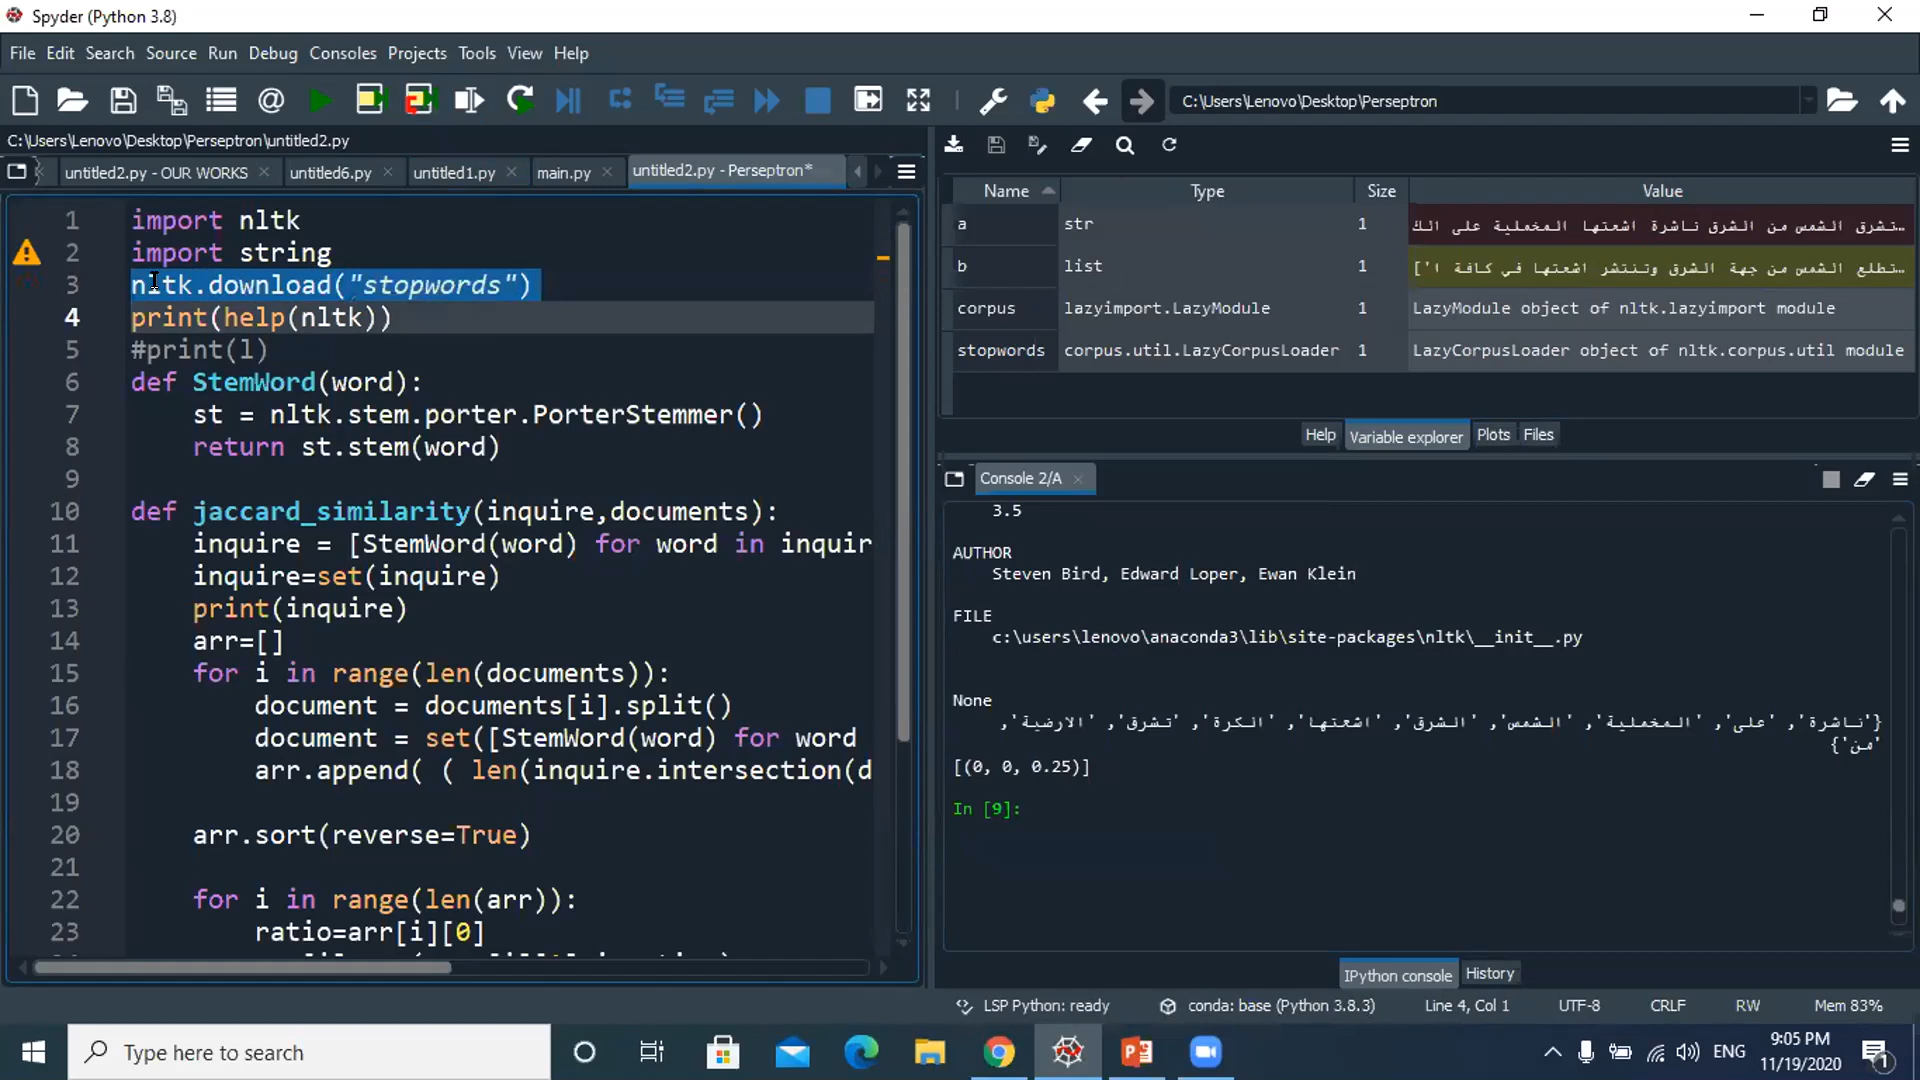 Spyder (Python 3.8)
File Edit Search Source Run Debug Consoles Projects Tools View Help
C:\Users\Lenovo\Desktop\Perseptron
C:\Users\Lenovo\Desktop\Perseptron\untitled2.py
untitled2.py - OUR WORKS untitled6.py untitled1.py main.py untitled2.py - Perseptron*
1 import nltk
2 import string
3 nltk.download("stopwords")
4 print(help(nltk))
5 #print(l)
6 def StemWord(word):
7 st = nltk.stem.porter.PorterStemmer()
8 return st.stem(word)
9
10 def jaccard_similarity(inquire,documents):
11 inquire = [StemWord(word) for word in inquir
12 inquire=set(inquire)
13 print(inquire)
14 arr=[]
15 for i in range(len(documents)):
16 document = documents[i].split()
17 document = set([StemWord(word) for word
18 arr.append( ( len(inquire.intersection(d
19
20 arr.sort(reverse=True)
21
22 for i in range(len(arr)):
23 ratio=arr[i][0]
Name Type Size Value
a str 1 تشرق الشمس من الشرق ناشرة اشعتها المخملية على الك...
b list 1 ['تطلع الشمس من جهة الشرق وتنتشر اشعتها في كافة ا...
corpus lazyimport.LazyModule 1 LazyModule object of nltk.lazyimport module
stopwords corpus.util.LazyCorpusLoader 1 LazyCorpusLoader object of nltk.corpus.util module
Help Variable explorer Plots Files
Console 2/A
3.5
AUTHOR
Steven Bird, Edward Loper, Ewan Klein
FILE
c:\users\lenovo\anaconda3\lib\site-packages\nltk\__init__.py
None
{'ناشرة', 'على', 'المخملية', 'الشمس', 'الشرق', 'اشعتها', 'الكرة', 'تشرق', 'الارضية',
'من'}
[(0, 0, 0.25)]
In [9]:
IPython console History
LSP Python: ready conda: base (Python 3.8.3) Line 4, Col 1 UTF-8 CRLF RW Mem 83%
Type here to search
ENG
9:05 PM
11/19/2020
1